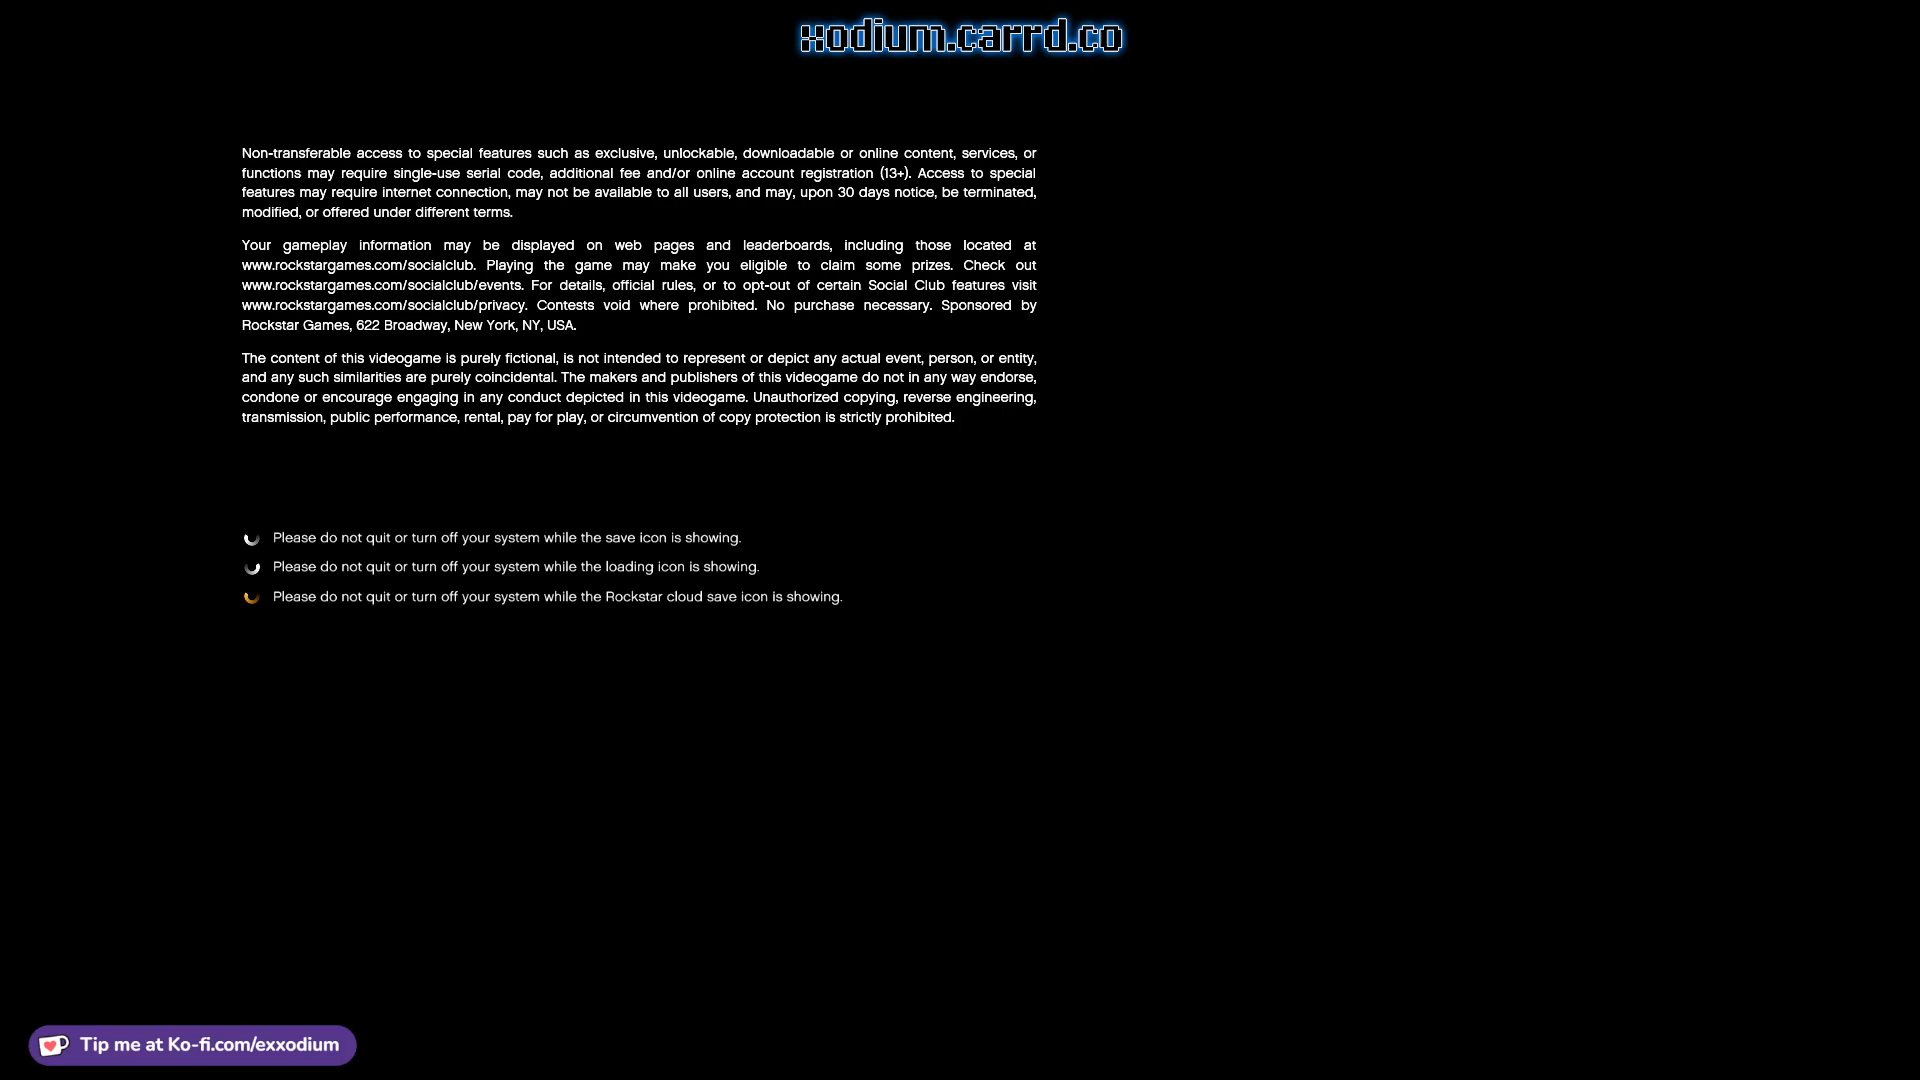 xodium.carrd.co
Non-transferable access to special features such as exclusive, unlockable, downloadable or online content, services, or
functions may require single-use serial code, additional fee and/or online account registration (13+). Access to special
features may require internet connection, may not be available to all users, and may, upon 30 days notice, be terminated,
modified, or offered under different terms.
Your gameplay information may be displayed on web pages and leaderboards, including those located at
www.rockstargames.com/socialclub. Playing the game may make you eligible to claim some prizes. Check out
www.rockstargames.com/socialclub/events. For details, official rules, or to opt-out of certain Social Club features visit
www.rockstargames.com/socialclub/privacy. Contests void where prohibited. No purchase necessary. Sponsored by
Rockstar Games, 622 Broadway, New York, NY, USA.
The content of this videogame is purely fictional, is not intended to represent or depict any actual event, person, or entity,
and any such similarities are purely coincidental. The makers and publishers of this videogame do not in any way endorse,
condone or encourage engaging in any conduct depicted in this videogame. Unauthorized copying, reverse engineering,
transmission, public performance, rental, pay for play, or circumvention of copy protection is strictly prohibited.
Please do not quit or turn off your system while the save icon is showing.
Please do not quit or turn off your system while the loading icon is showing.
Please do not quit or turn off your system while the Rockstar cloud save icon is showing.
Tip me at Ko-fi.com/exxodium